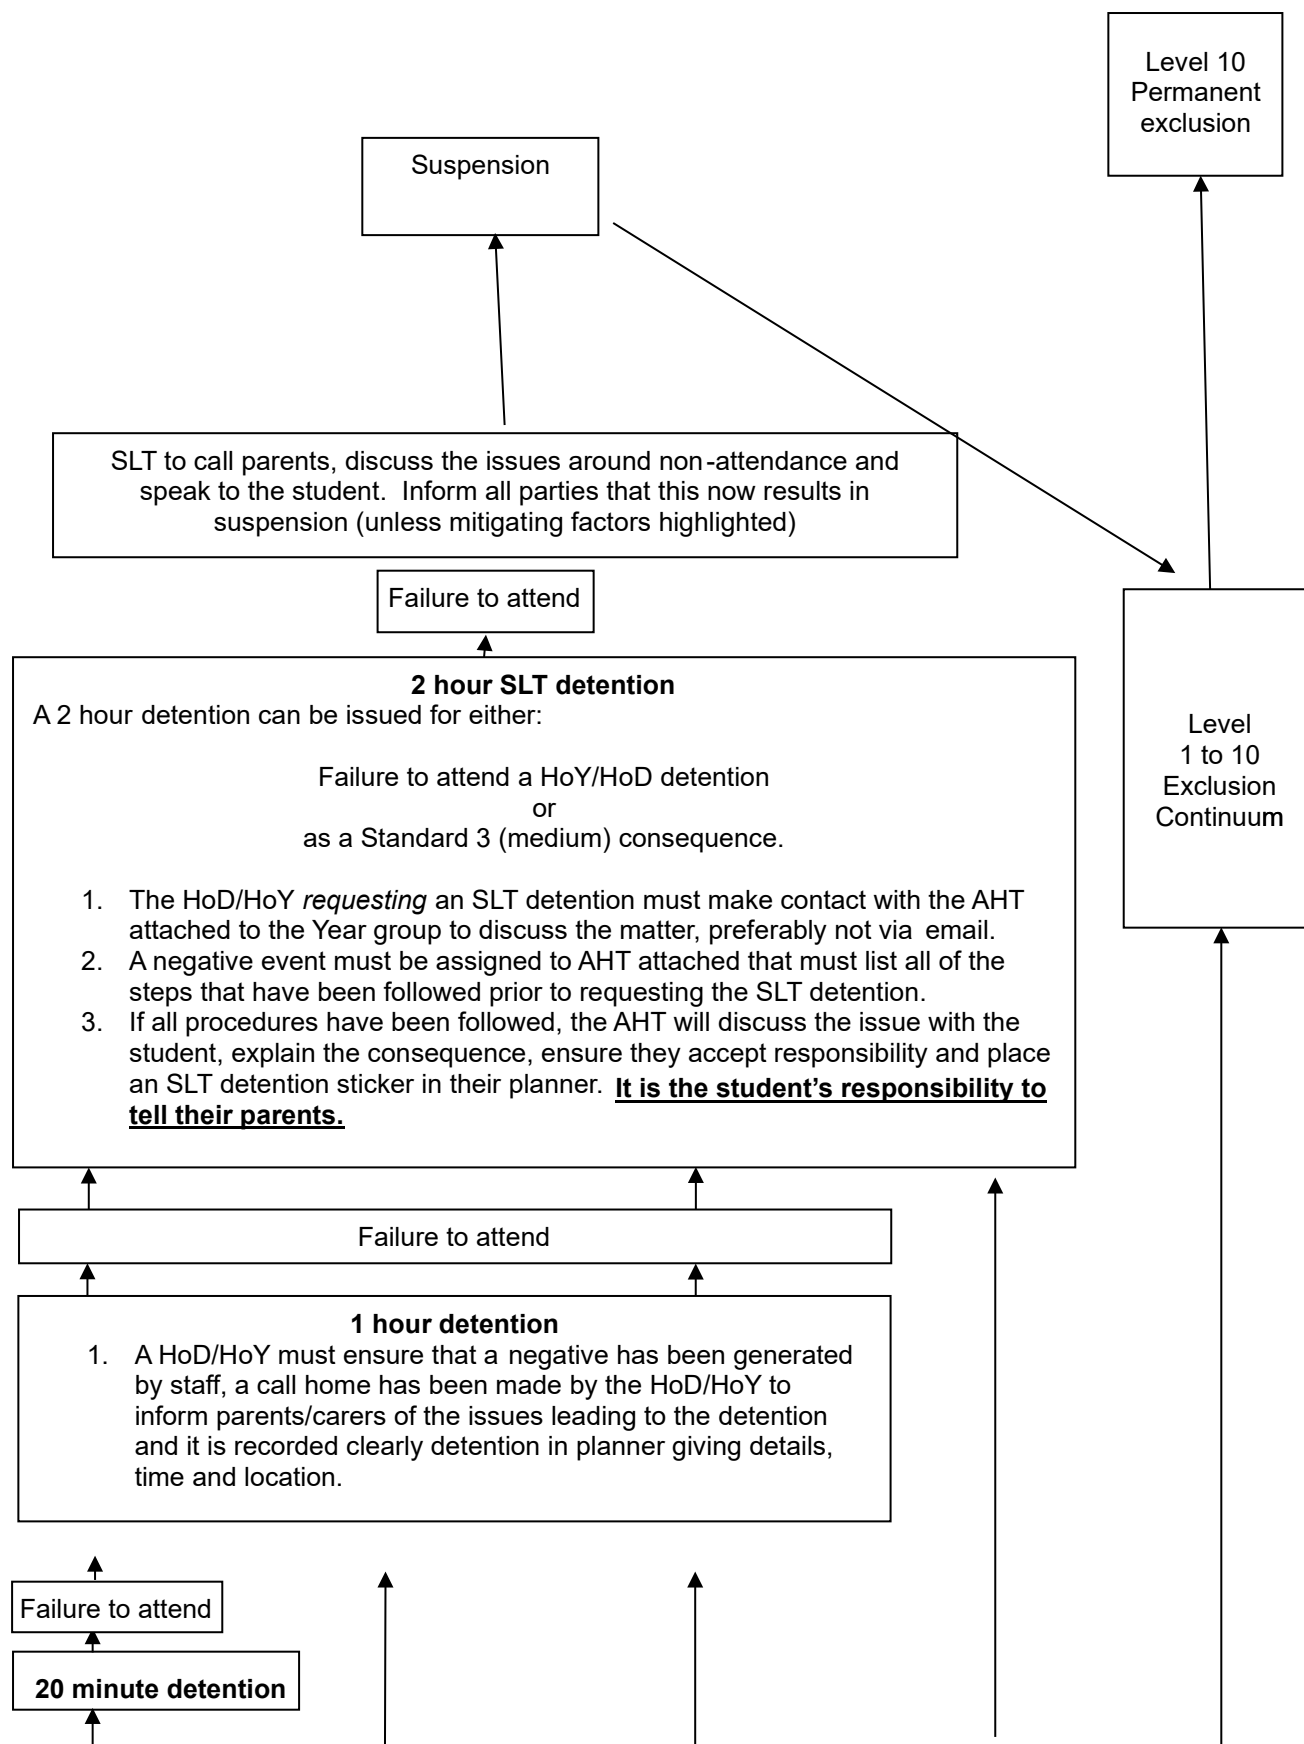 Level 10
Permanent
exclusion
Suspension
SLT to call parents, discuss the issues around non-attendance and
speak to the student.  Inform all parties that this now results in
suspension (unless mitigating factors highlighted)
Failure to attend
2 hour SLT detention
A 2 hour detention can be issued for either:
Failure to attend a HoY/HoD detention
or
as a Standard 3 (medium) consequence.
1. The HoD/HoY requesting an SLT detention must make contact with the AHT
attached to the Year group to discuss the matter, preferably not via email.
2. A negative event must be assigned to AHT attached that must list all of the
steps that have been followed prior to requesting the SLT detention.
3. If all procedures have been followed, the AHT will discuss the issue with the
student, explain the consequence, ensure they accept responsibility and place
an SLT detention sticker in their planner. It is the student's responsibility to
tell their parents.
Level
1 to 10
Exclusion
Continuum
Failure to attend
1 hour detention
1. A HoD/HoY must ensure that a negative has been generated
by staff, a call home has been made by the HoD/HoY to
inform parents/carers of the issues leading to the detention
and it is recorded clearly detention in planner giving details,
time and location.
Failure to attend
20 minute detention